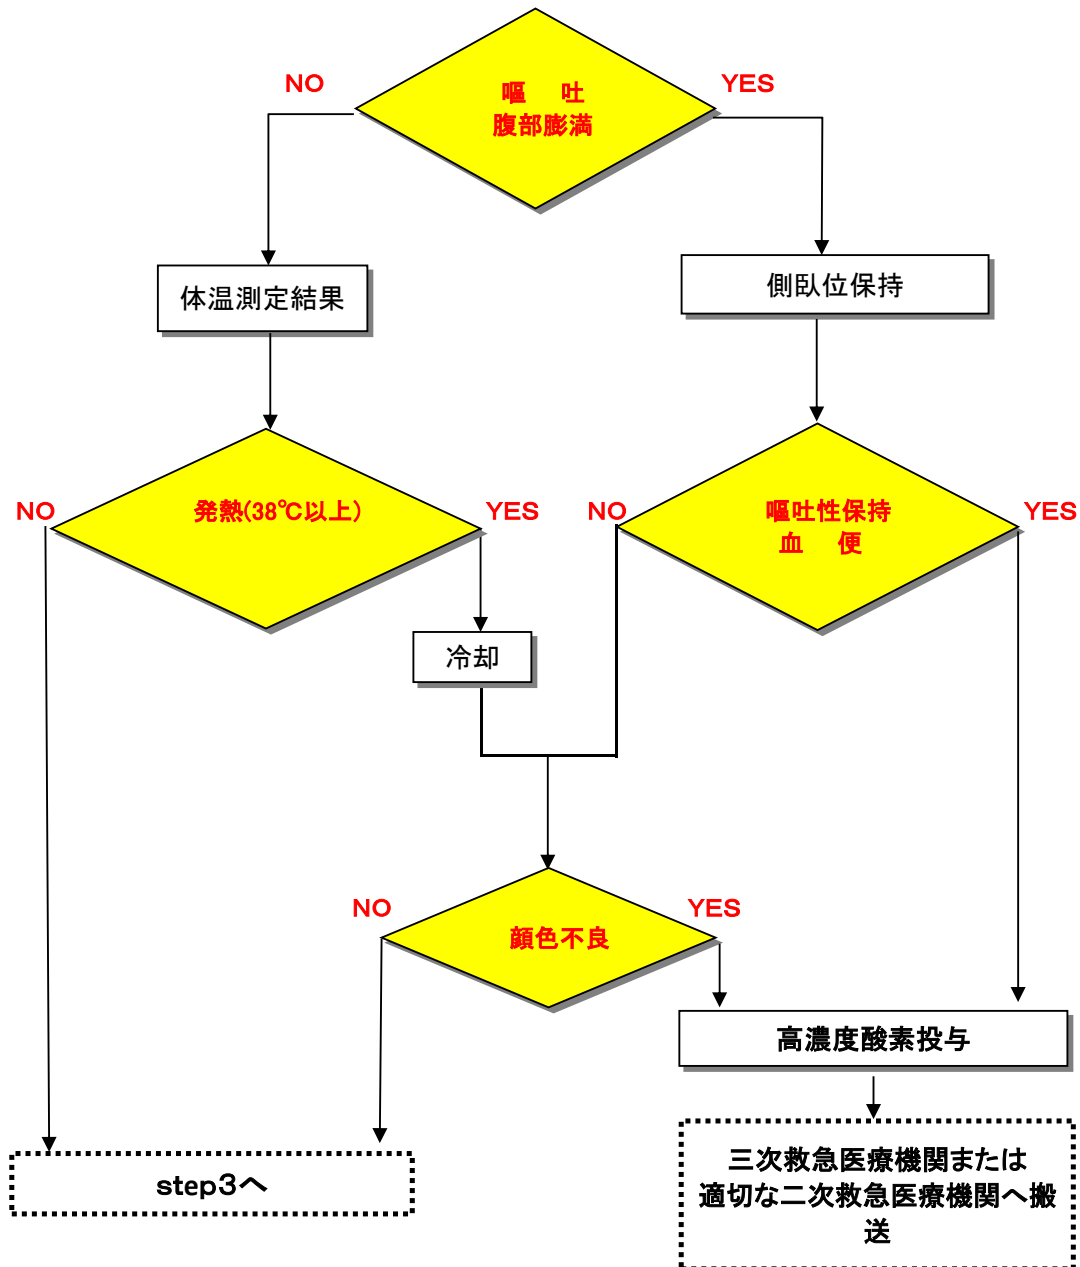 NO
YES
嘔　吐
腹部膨満
体温測定結果
側臥位保持
NO
発熱(38℃以上)
YES
NO
嘔吐性保持
血　便
YES
冷却
NO
YES
顔色不良
高濃度酸素投与
step3へ
三次救急医療機関または
適切な二次救急医療機関へ搬
送